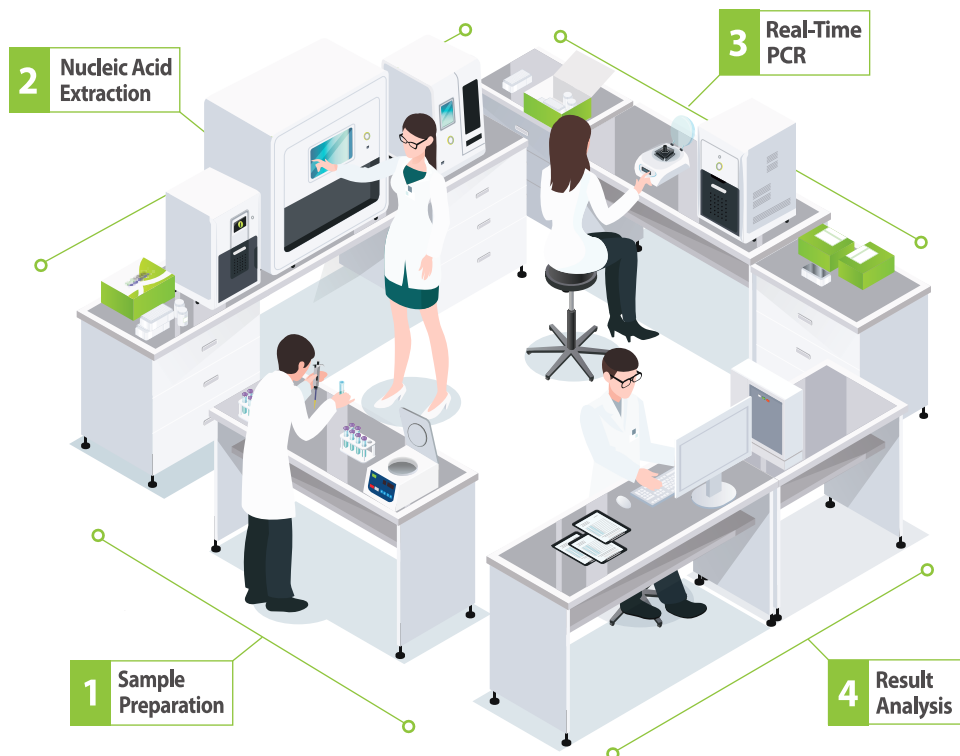 1
Sample
Preparation
2
Nucleic Acid
Extraction
3
Real-Time
PCR
4
Result
Analysis